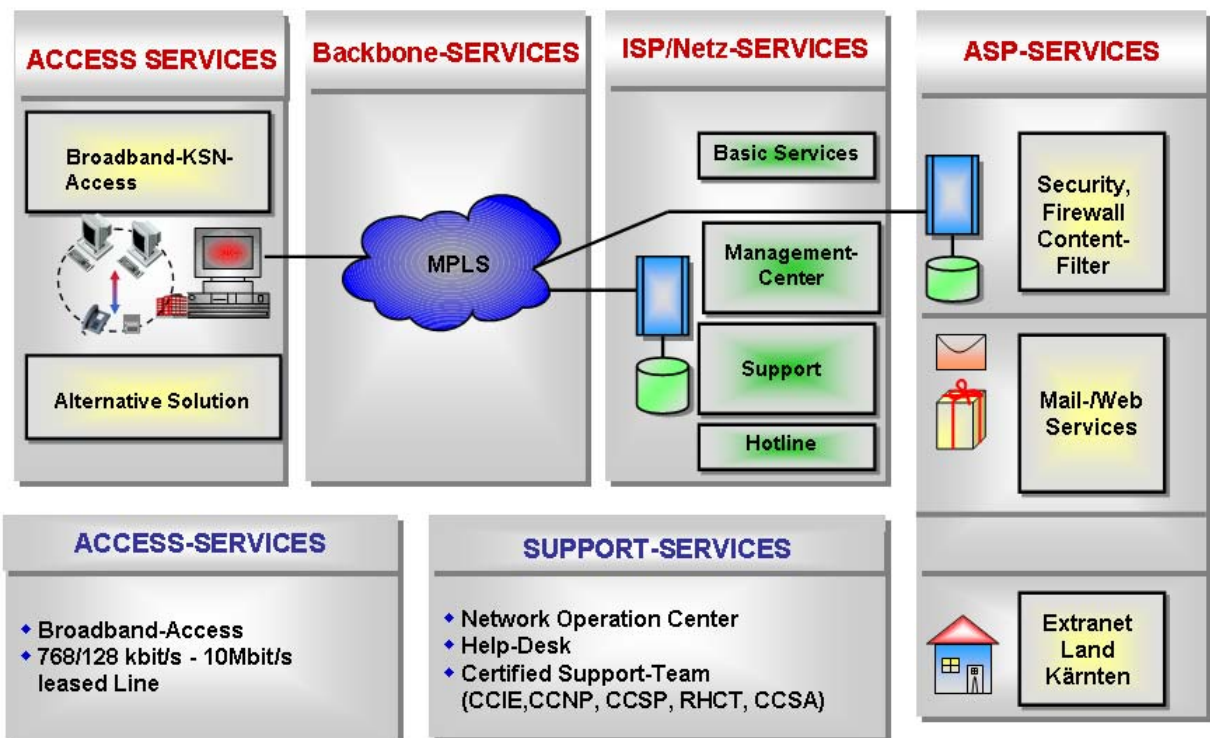 ACCESS SERVICES
Broadband-KSN-
Access
Alternative Solution
Backbone-SERVICES
MPLS
ISP/Netz-SERVICES
Basic Services
Management-
Center
Support
Hotline
ASP-SERVICES
Security,
Firewall
Content-
Filter
Mail-/Web
Services
Extranet
Land
Kärnten
ACCESS-SERVICES
Broadband-Access
768/128 kbit/s - 10Mbit/s
leased Line
SUPPORT-SERVICES
Network Operation Center
Help-Desk
Certified Support-Team
(CCIE,CCNP, CCSP, RHCT, CCSA)